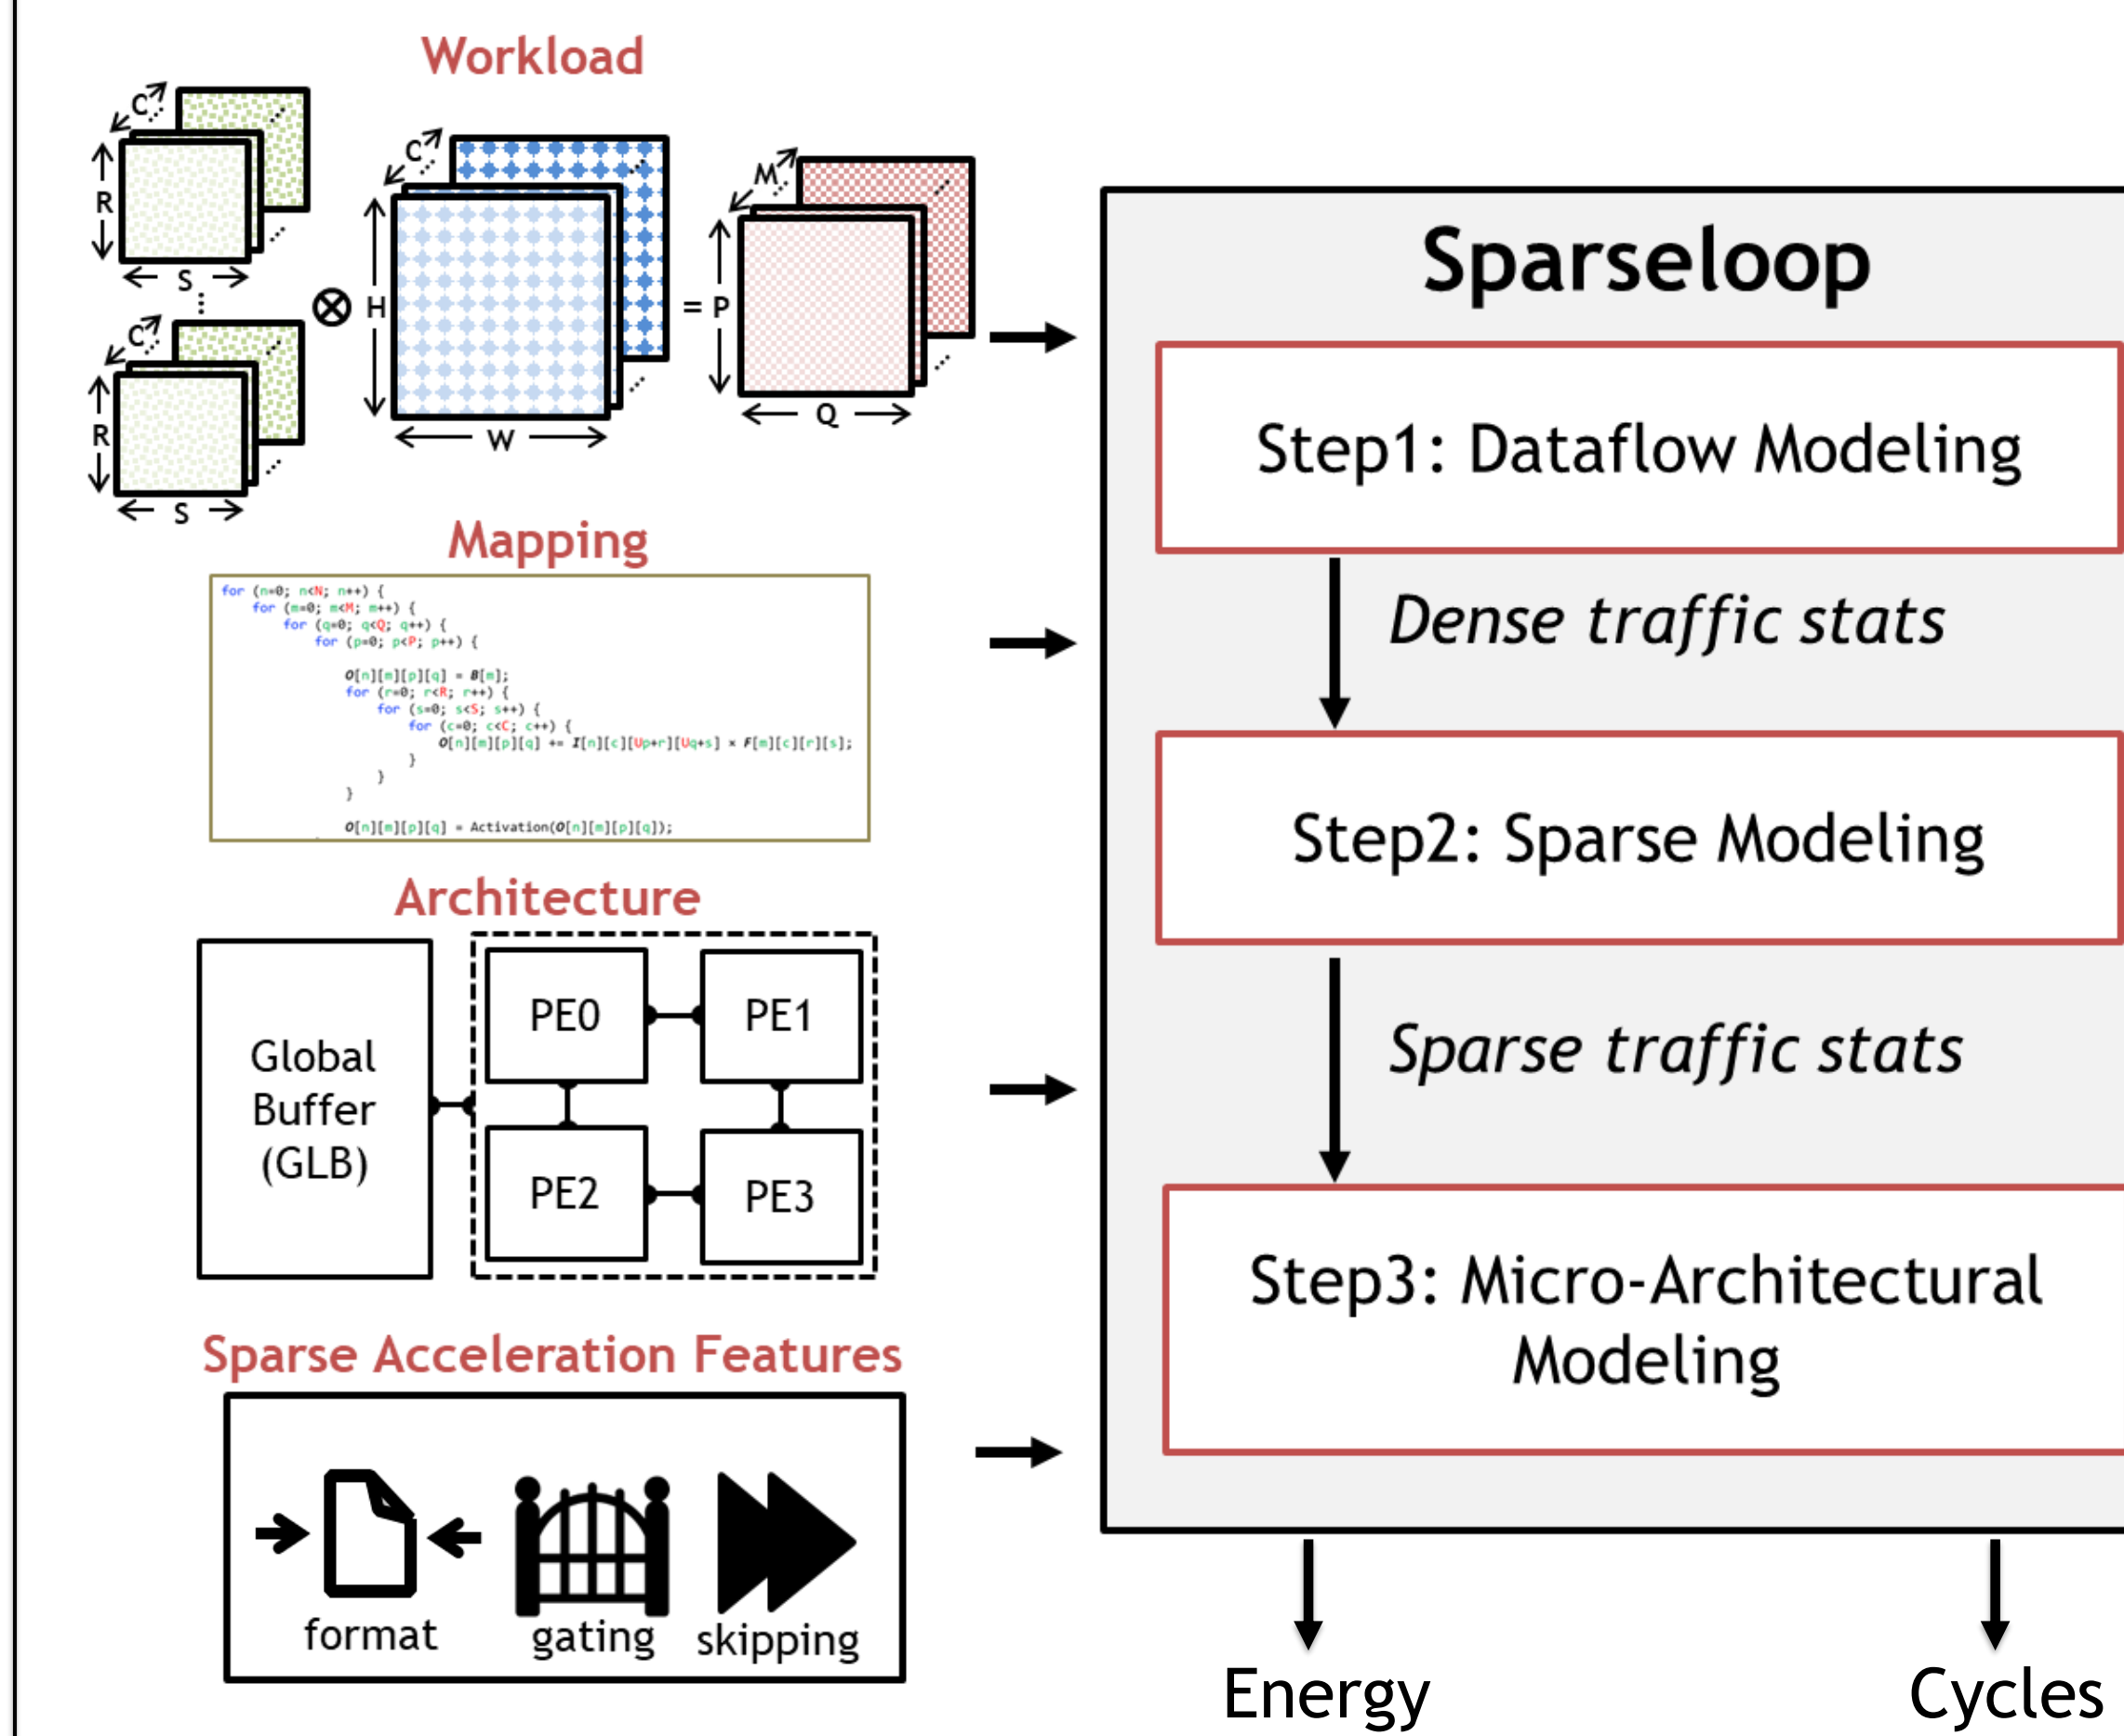 Workload
C
R
S
⋮
C
R
S
⊗
C
H
W
=
M
P
Q
Mapping
for (n=0; n<N; n++) {
for (m=0; m<M; m++) {
for (q=0; q<Q; q++) {
for (p=0; p<P; p++) {
O[n][m][p][q] = B[m];
for (r=0; r<R; r++) {
for (s=0; s<S; s++) {
for (c=0; c<C; c++) {
O[n][m][p][q] += I[n][c][Up+r][Uq+s] × F[m][c][r][s];
}
}
}
O[n][m][p][q] = Activation(O[n][m][p][q]);
Architecture
Global
Buffer
(GLB)
PE0
PE1
PE2
PE3
Sparse Acceleration Features
format
gating
skipping
Sparseloop
Step1: Dataflow Modeling
Dense traffic stats
Step2: Sparse Modeling
Sparse traffic stats
Step3: Micro-Architectural
Modeling
Energy
Cycles